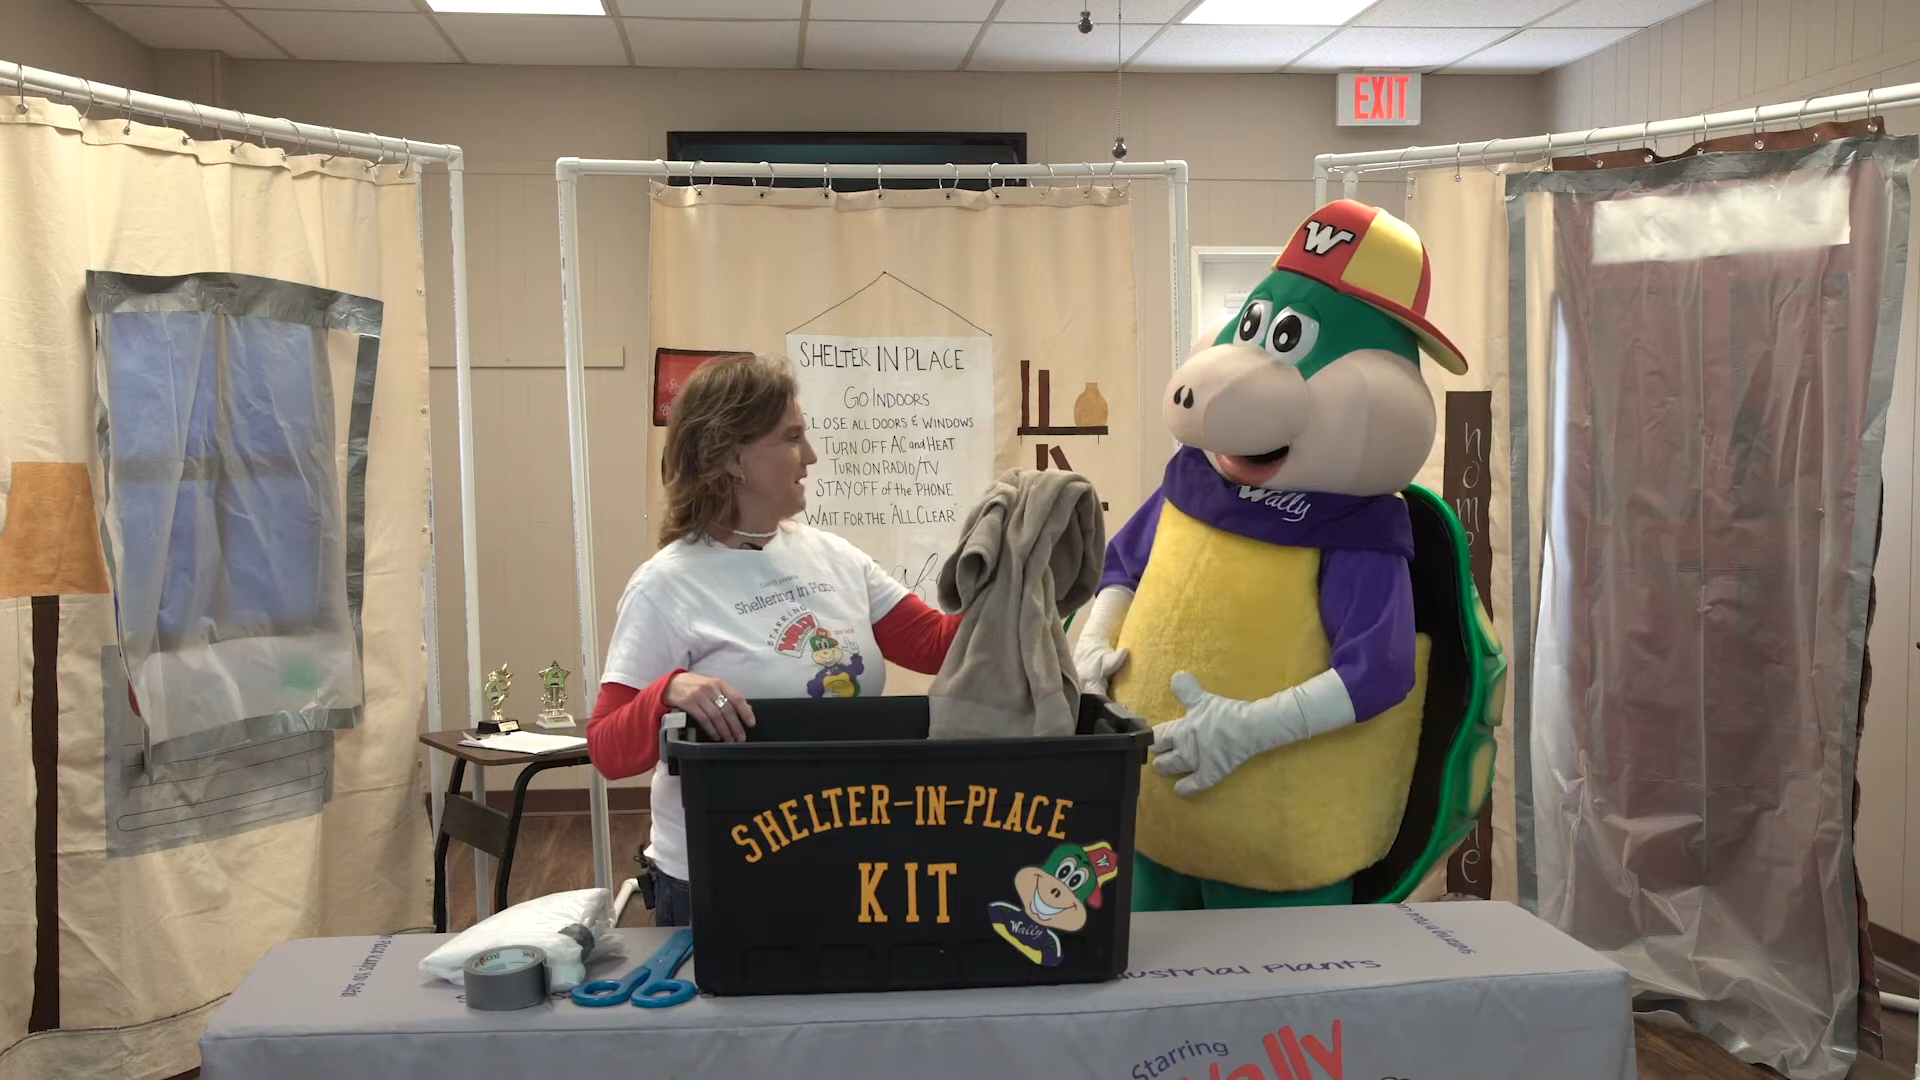 EXIT
W
SHELTER IN PLACE
GO INDOORS
CLOSE ALL DOORS & WINDOWS
TURN OFF AC and HEAT
TURN ON RADIO/TV
STAY OFF of the PHONE
WAIT FOR THE "ALL CLEAR"
Wally
home
Sheltering in Place
STARRING
WALLY
SHELTER-IN-PLACE
KIT
Wally
Industrial Plants
Starring
Wally